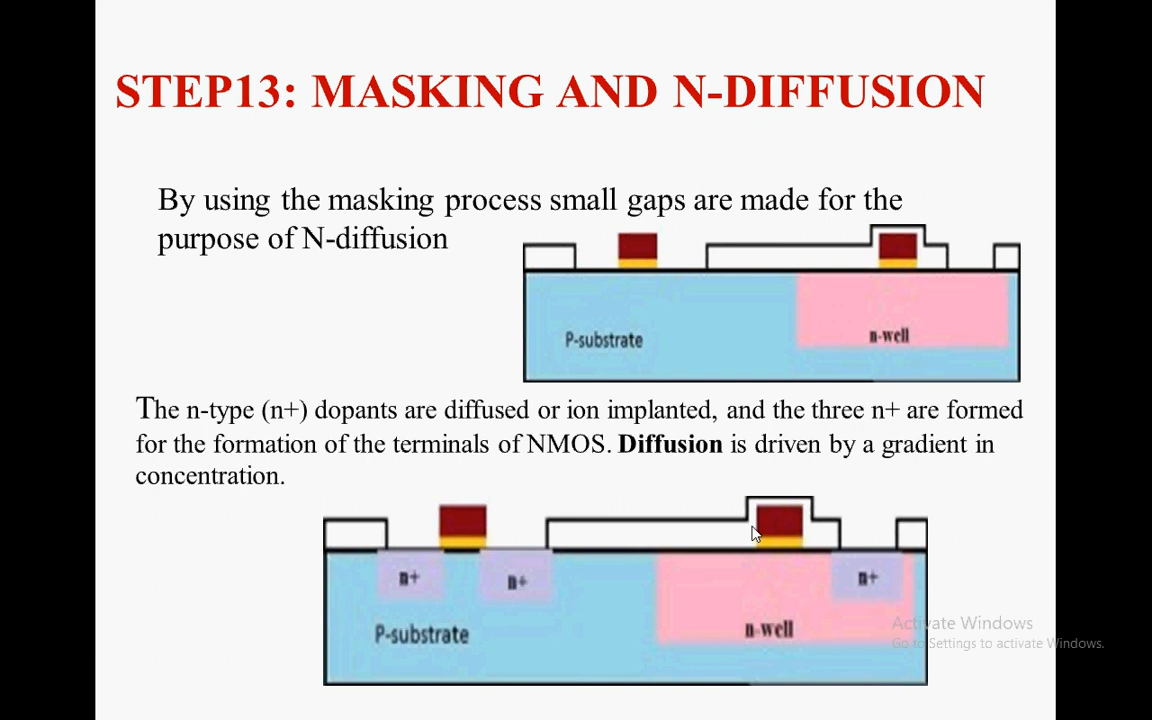 STEP13: MASKING AND N-DIFFUSION
By using the masking process small gaps are made for the
purpose of N-diffusion
P-substrate
n-well
The n-type (n+) dopants are diffused or ion implanted, and the three n+ are formed
for the formation of the terminals of NMOS. Diffusion is driven by a gradient in
concentration.
n+
n+
n+
P-substrate
n-well
Activate Windows
Go to Settings to activate Windows.